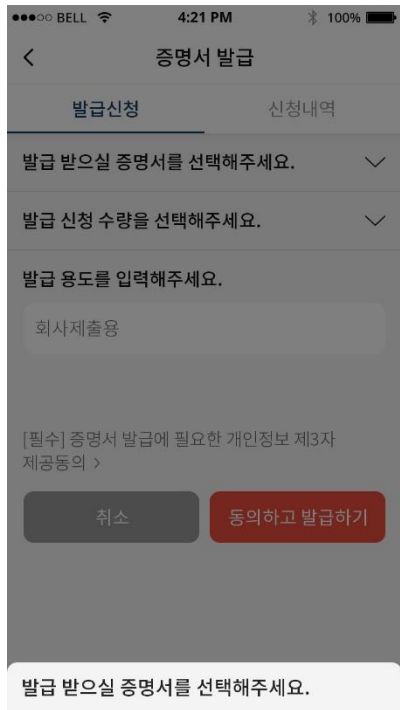 BELL 4:21 PM 100%
증명서 발급
발급신청 신청내역
발급 받으실 증명서를 선택해주세요.
발급 신청 수량을 선택해주세요.
발급 용도를 입력해주세요.
회사제출용
[필수] 증명서 발급에 필요한 개인정보 제3자
제공동의 >
취소 동의하고 발급하기
발급 받으실 증명서를 선택해주세요.